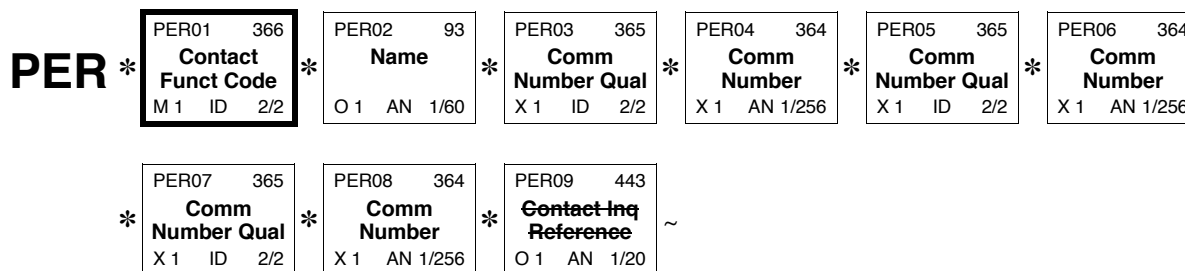 PER01 366 PER02 93 PER03 365 PER04 364 PER05 365 PER06 364
PER * Contact Funct Code * Name * Comm Number Qual * Comm Number * Comm Number Qual * Comm Number
M 1 ID 2/2 O 1 AN 1/60 X 1 ID 2/2 X 1 AN 1/256 X 1 ID 2/2 X 1 AN 1/256
PER07 365 PER08 364 PER09 443
* Comm Number Qual * Comm Number * Contact Inq Reference ~
X 1 ID 2/2 X 1 AN 1/256 O 1 AN 1/20